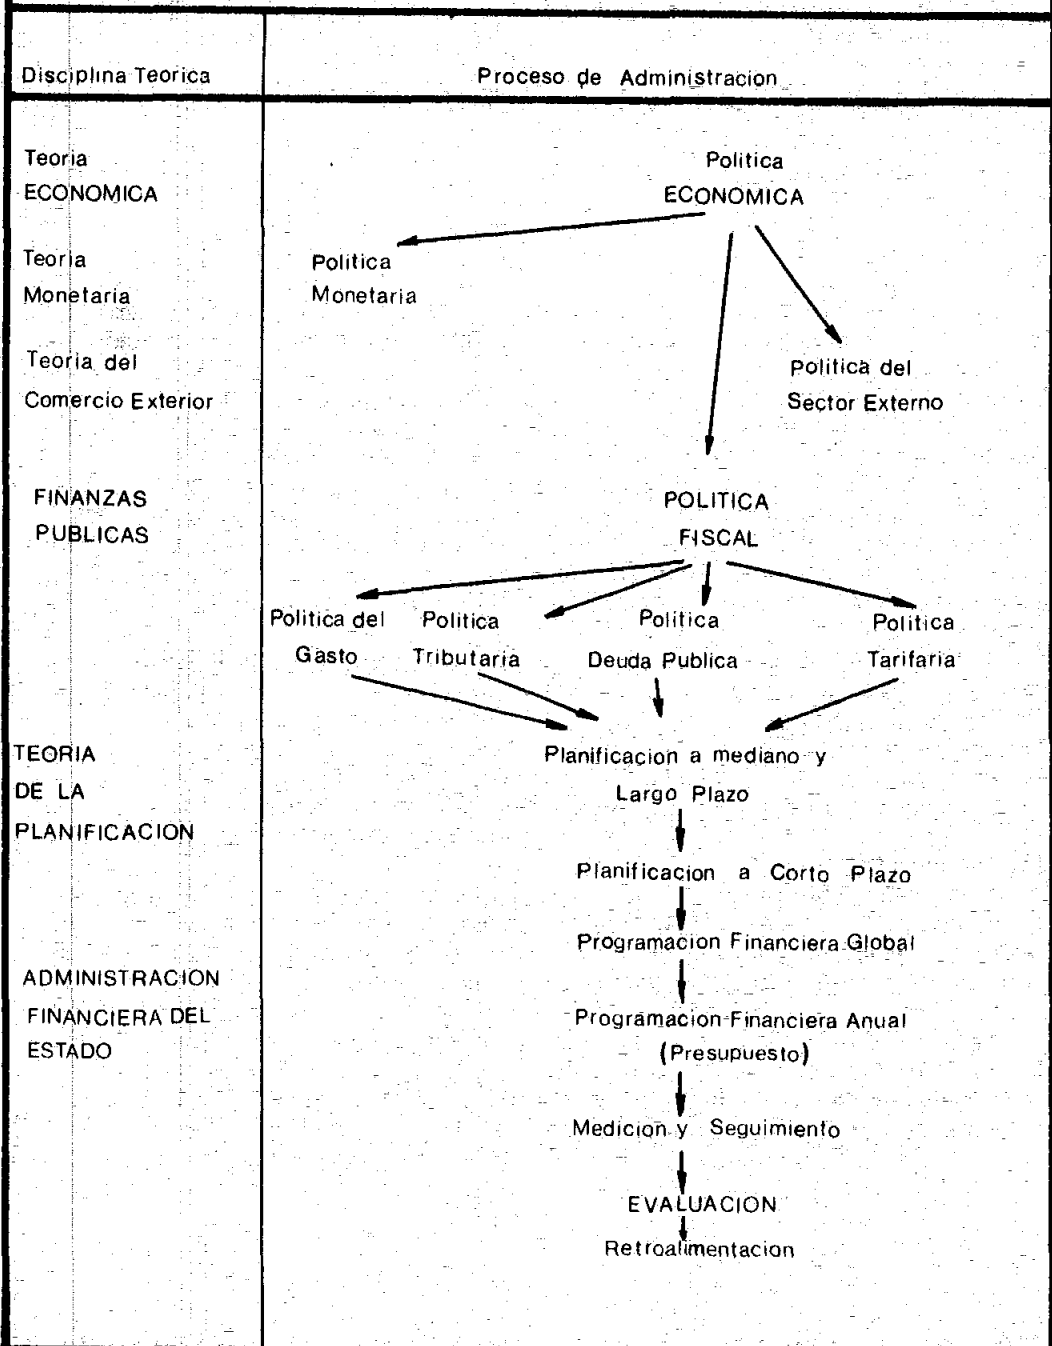 Disciplina Teorica
Proceso de Administracion
Teoria
ECONOMICA
Politica
ECONOMICA
Teoria
Monetaria
Politica
Monetaria
Teoria del
Comercio Exterior
Politica del
Sector Externo
FINANZAS
PUBLICAS
POLITICA
FISCAL
Politica del
Gasto
Politica
Tributaria
Politica
Deuda Publica
Politica
Tarifaria
TEORIA
DE LA
PLANIFICACION
Planificacion a mediano y
Largo Plazo
Planificacion a Corto Plazo
Programacion Financiera Global
ADMINISTRACION
FINANCIERA DEL
ESTADO
Programacion Financiera Anual
(Presupuesto)
Medicion y Seguimiento
EVALUACION
Retroalimentacion